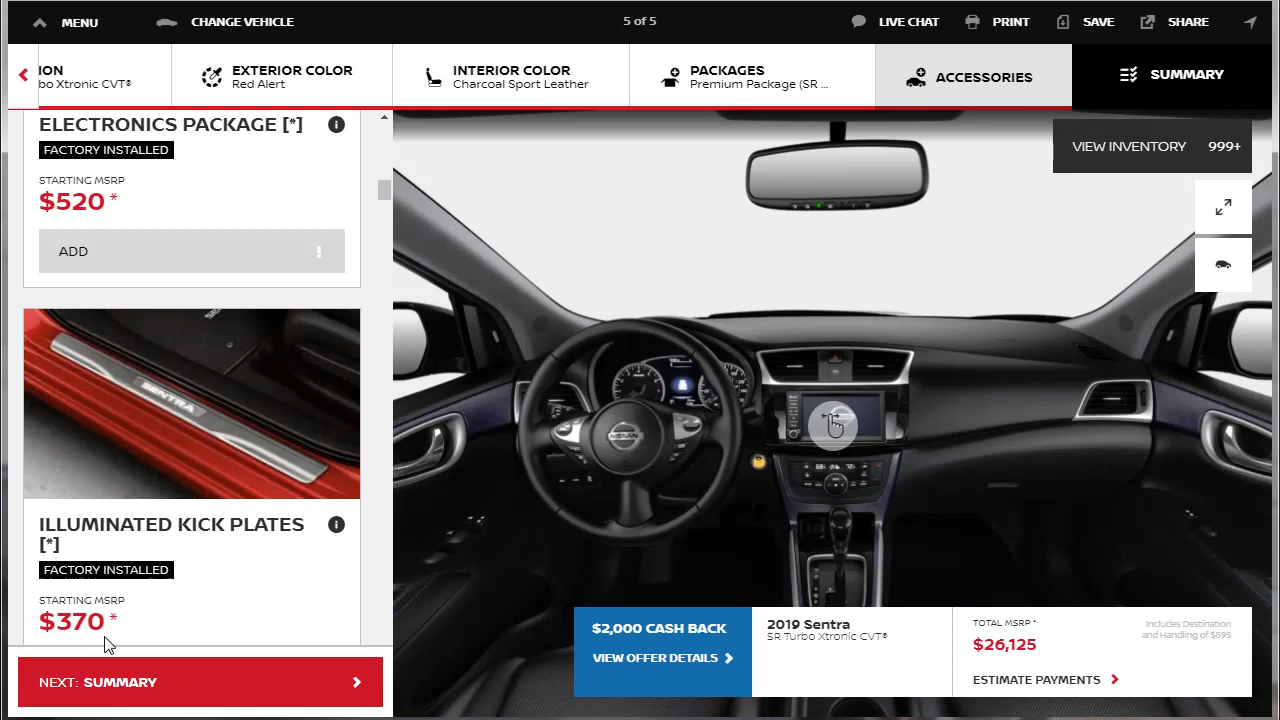 MENU
CHANGE VEHICLE
5 of 5
LIVE CHAT
PRINT
SAVE
SHARE
ION
bo Xtronic CVT®
EXTERIOR COLOR
Red Alert
INTERIOR COLOR
Charcoal Sport Leather
PACKAGES
Premium Package (SR ...
ACCESSORIES
SUMMARY
ELECTRONICS PACKAGE [*]
FACTORY INSTALLED
STARTING MSRP
$520 *
ADD
SENTRA
ILLUMINATED KICK PLATES
[*]
FACTORY INSTALLED
STARTING MSRP
$370 *
NEXT: SUMMARY
VIEW INVENTORY 999+
NISSAN
$2,000 CASH BACK
VIEW OFFER DETAILS
2019 Sentra
SR Turbo Xtronic CVT®
TOTAL MSRP *
$26,125
Includes Destination
and Handling of $895
ESTIMATE PAYMENTS